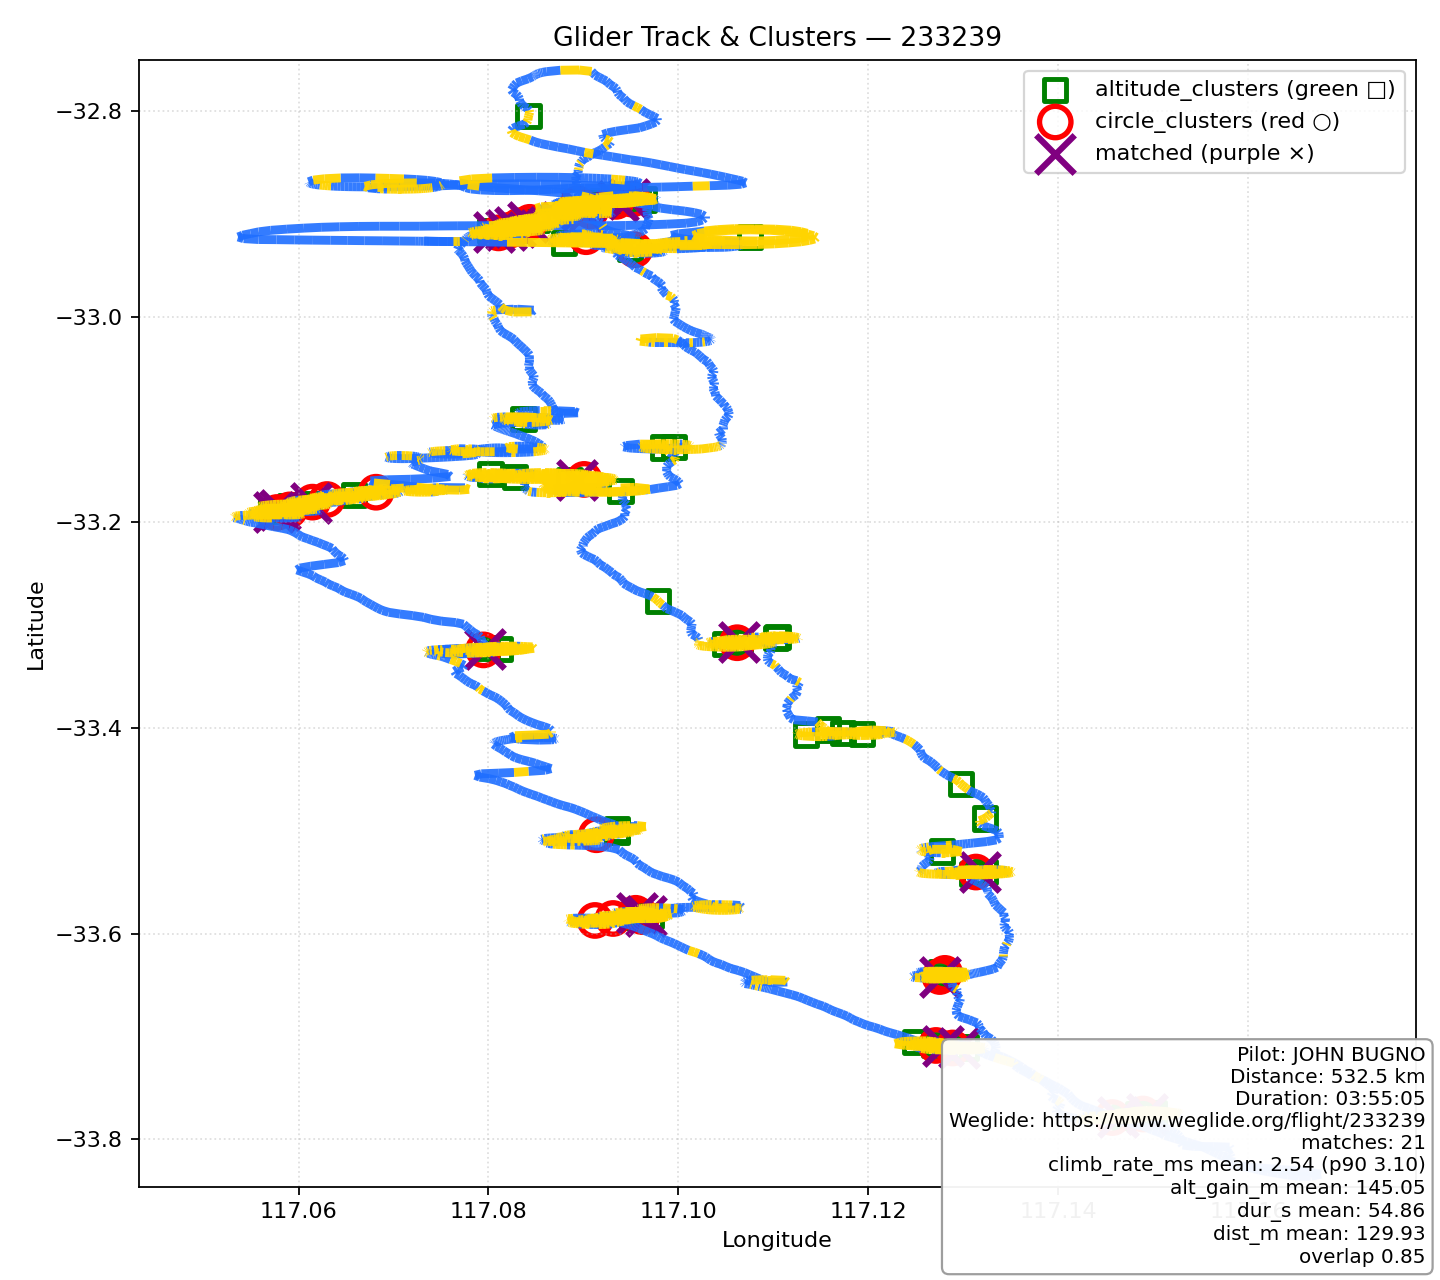 Glider Track & Clusters — 233239
altitude_clusters (green □)
circle_clusters (red ○)
matched (purple ×)
Latitude
−32.8
−33.0
−33.2
−33.4
−33.6
−33.8
Pilot: JOHN BUGNO
Distance: 532.5 km
Duration: 03:55:05
Weglide: https://www.weglide.org/flight/233239
matches: 21
climb_rate_ms mean: 2.54 (p90 3.10)
alt_gain_m mean: 145.05
dur_s mean: 54.86
dist_m mean: 129.93
overlap 0.85
117.06 117.08 117.10 117.12 117.14
Longitude